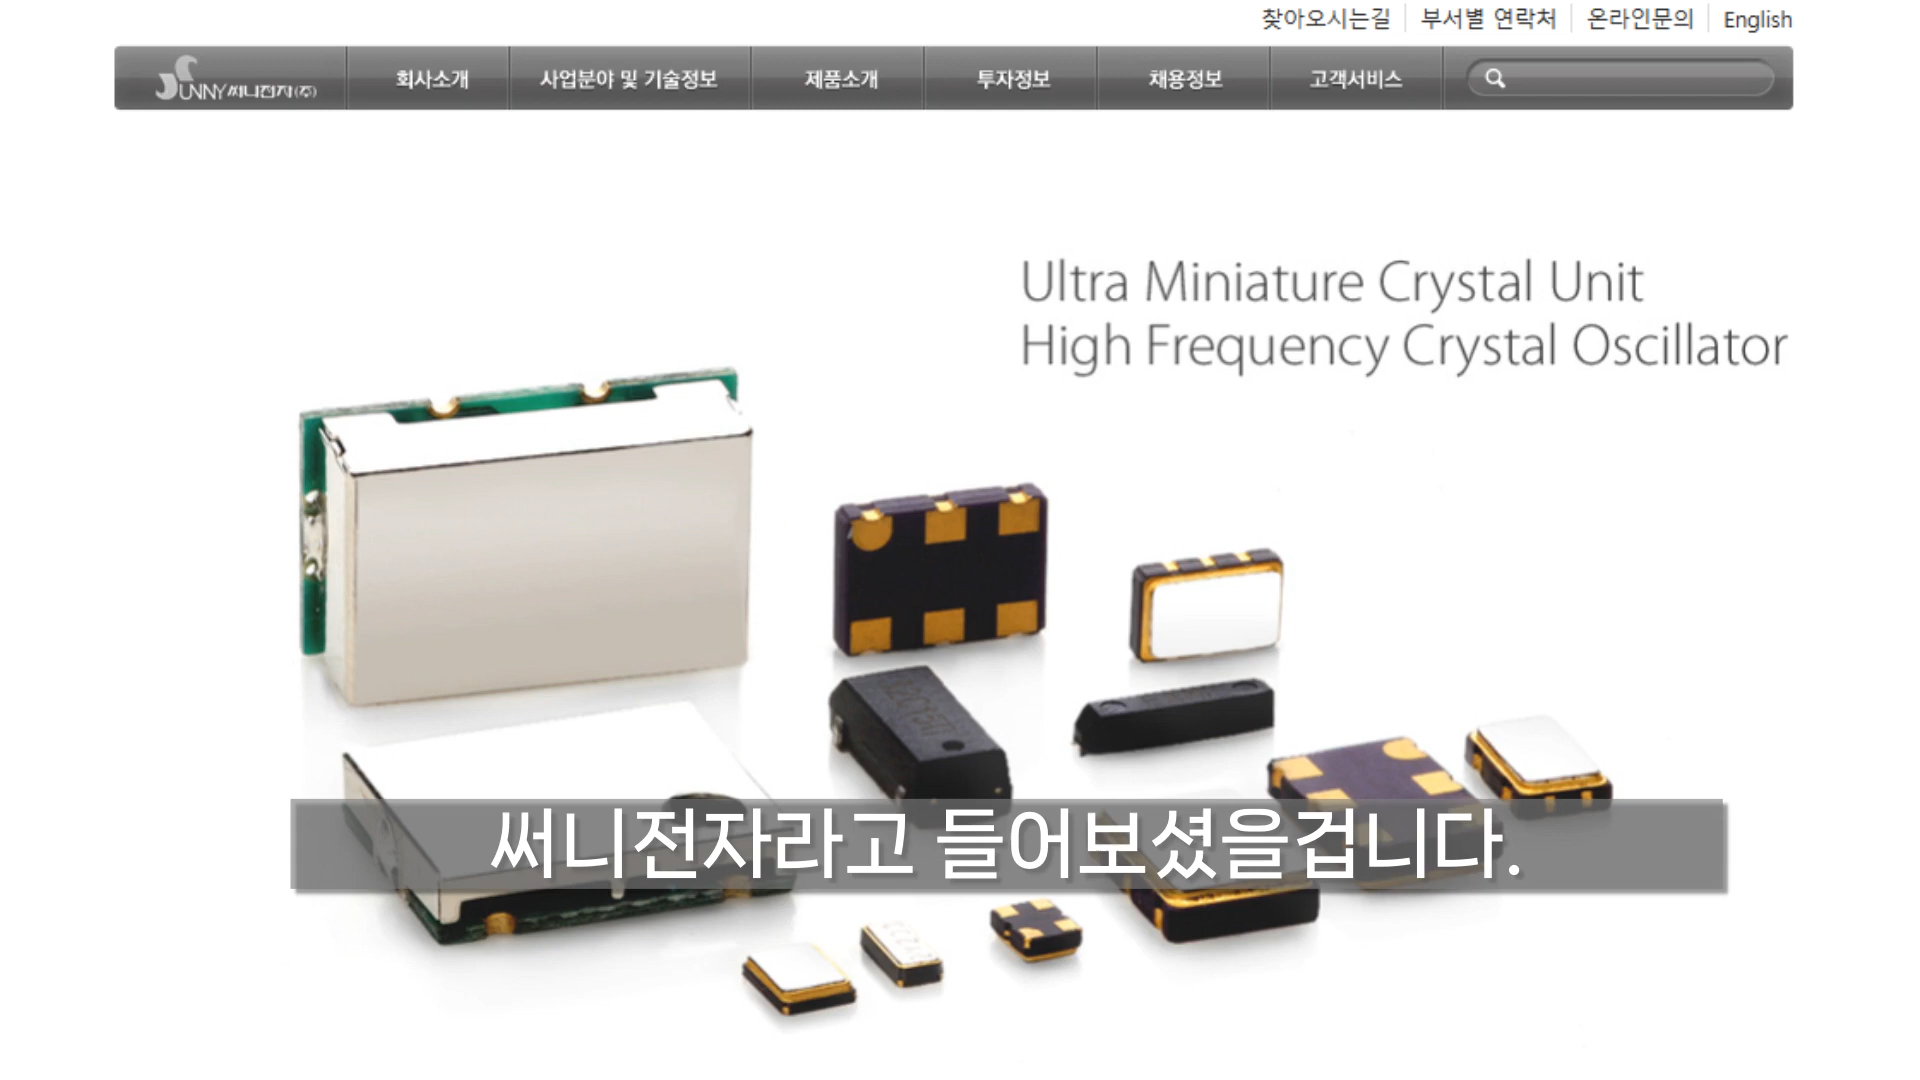 찾아오시는길 부서별 연락처 온라인문의 English
SUNNY 써니전자(주) 회사소개 사업분야 및 기술정보 제품소개 투자정보 채용정보 고객서비스
Ultra Miniature Crystal Unit
High Frequency Crystal Oscillator
써니전자라고 들어보셨을겁니다.